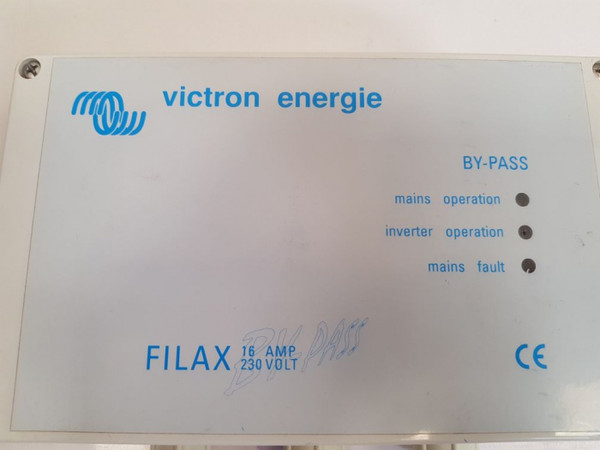 victron energie
BY-PASS
mains operation
inverter operation
mains fault
FILAX 16 AMP
230 VOLT
BY-PASS
CE